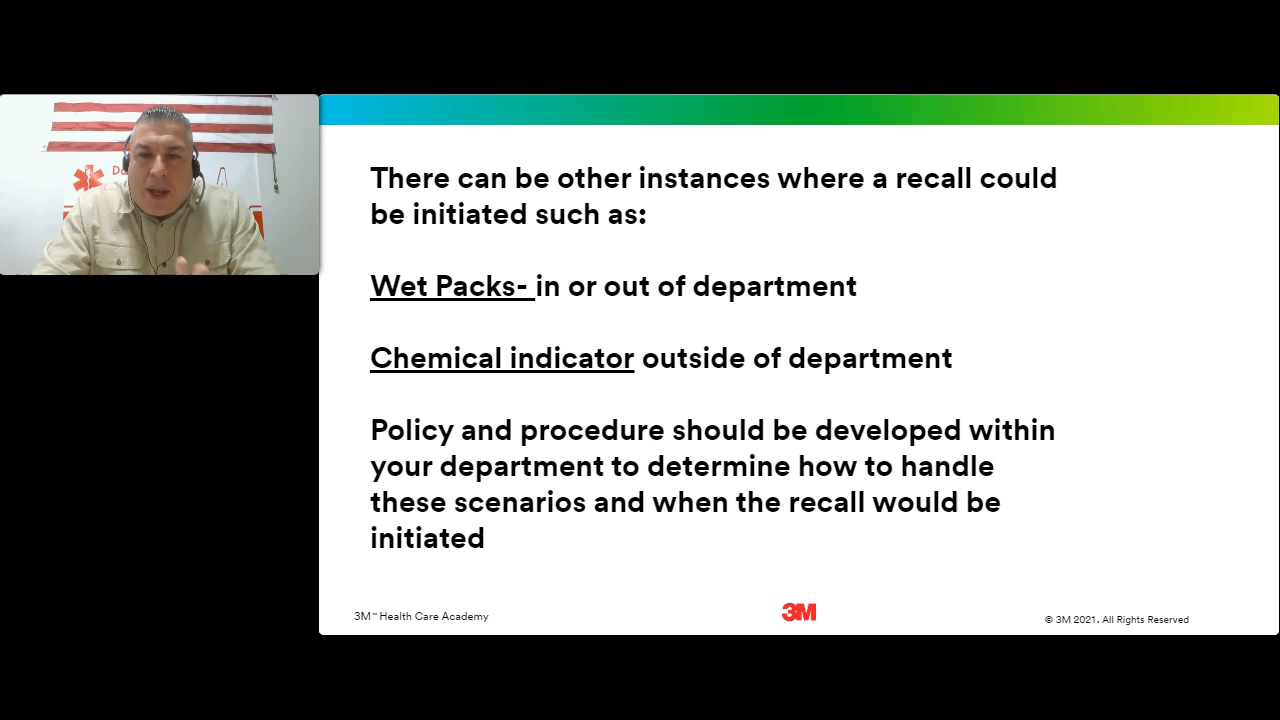 Do
There can be other instances where a recall could
be initiated such as:
Wet Packs- in or out of department
Chemical indicator outside of department
Policy and procedure should be developed within
your department to determine how to handle
these scenarios and when the recall would be
initiated
3M™ Health Care Academy
3M
© 3M 2021. All Rights Reserved